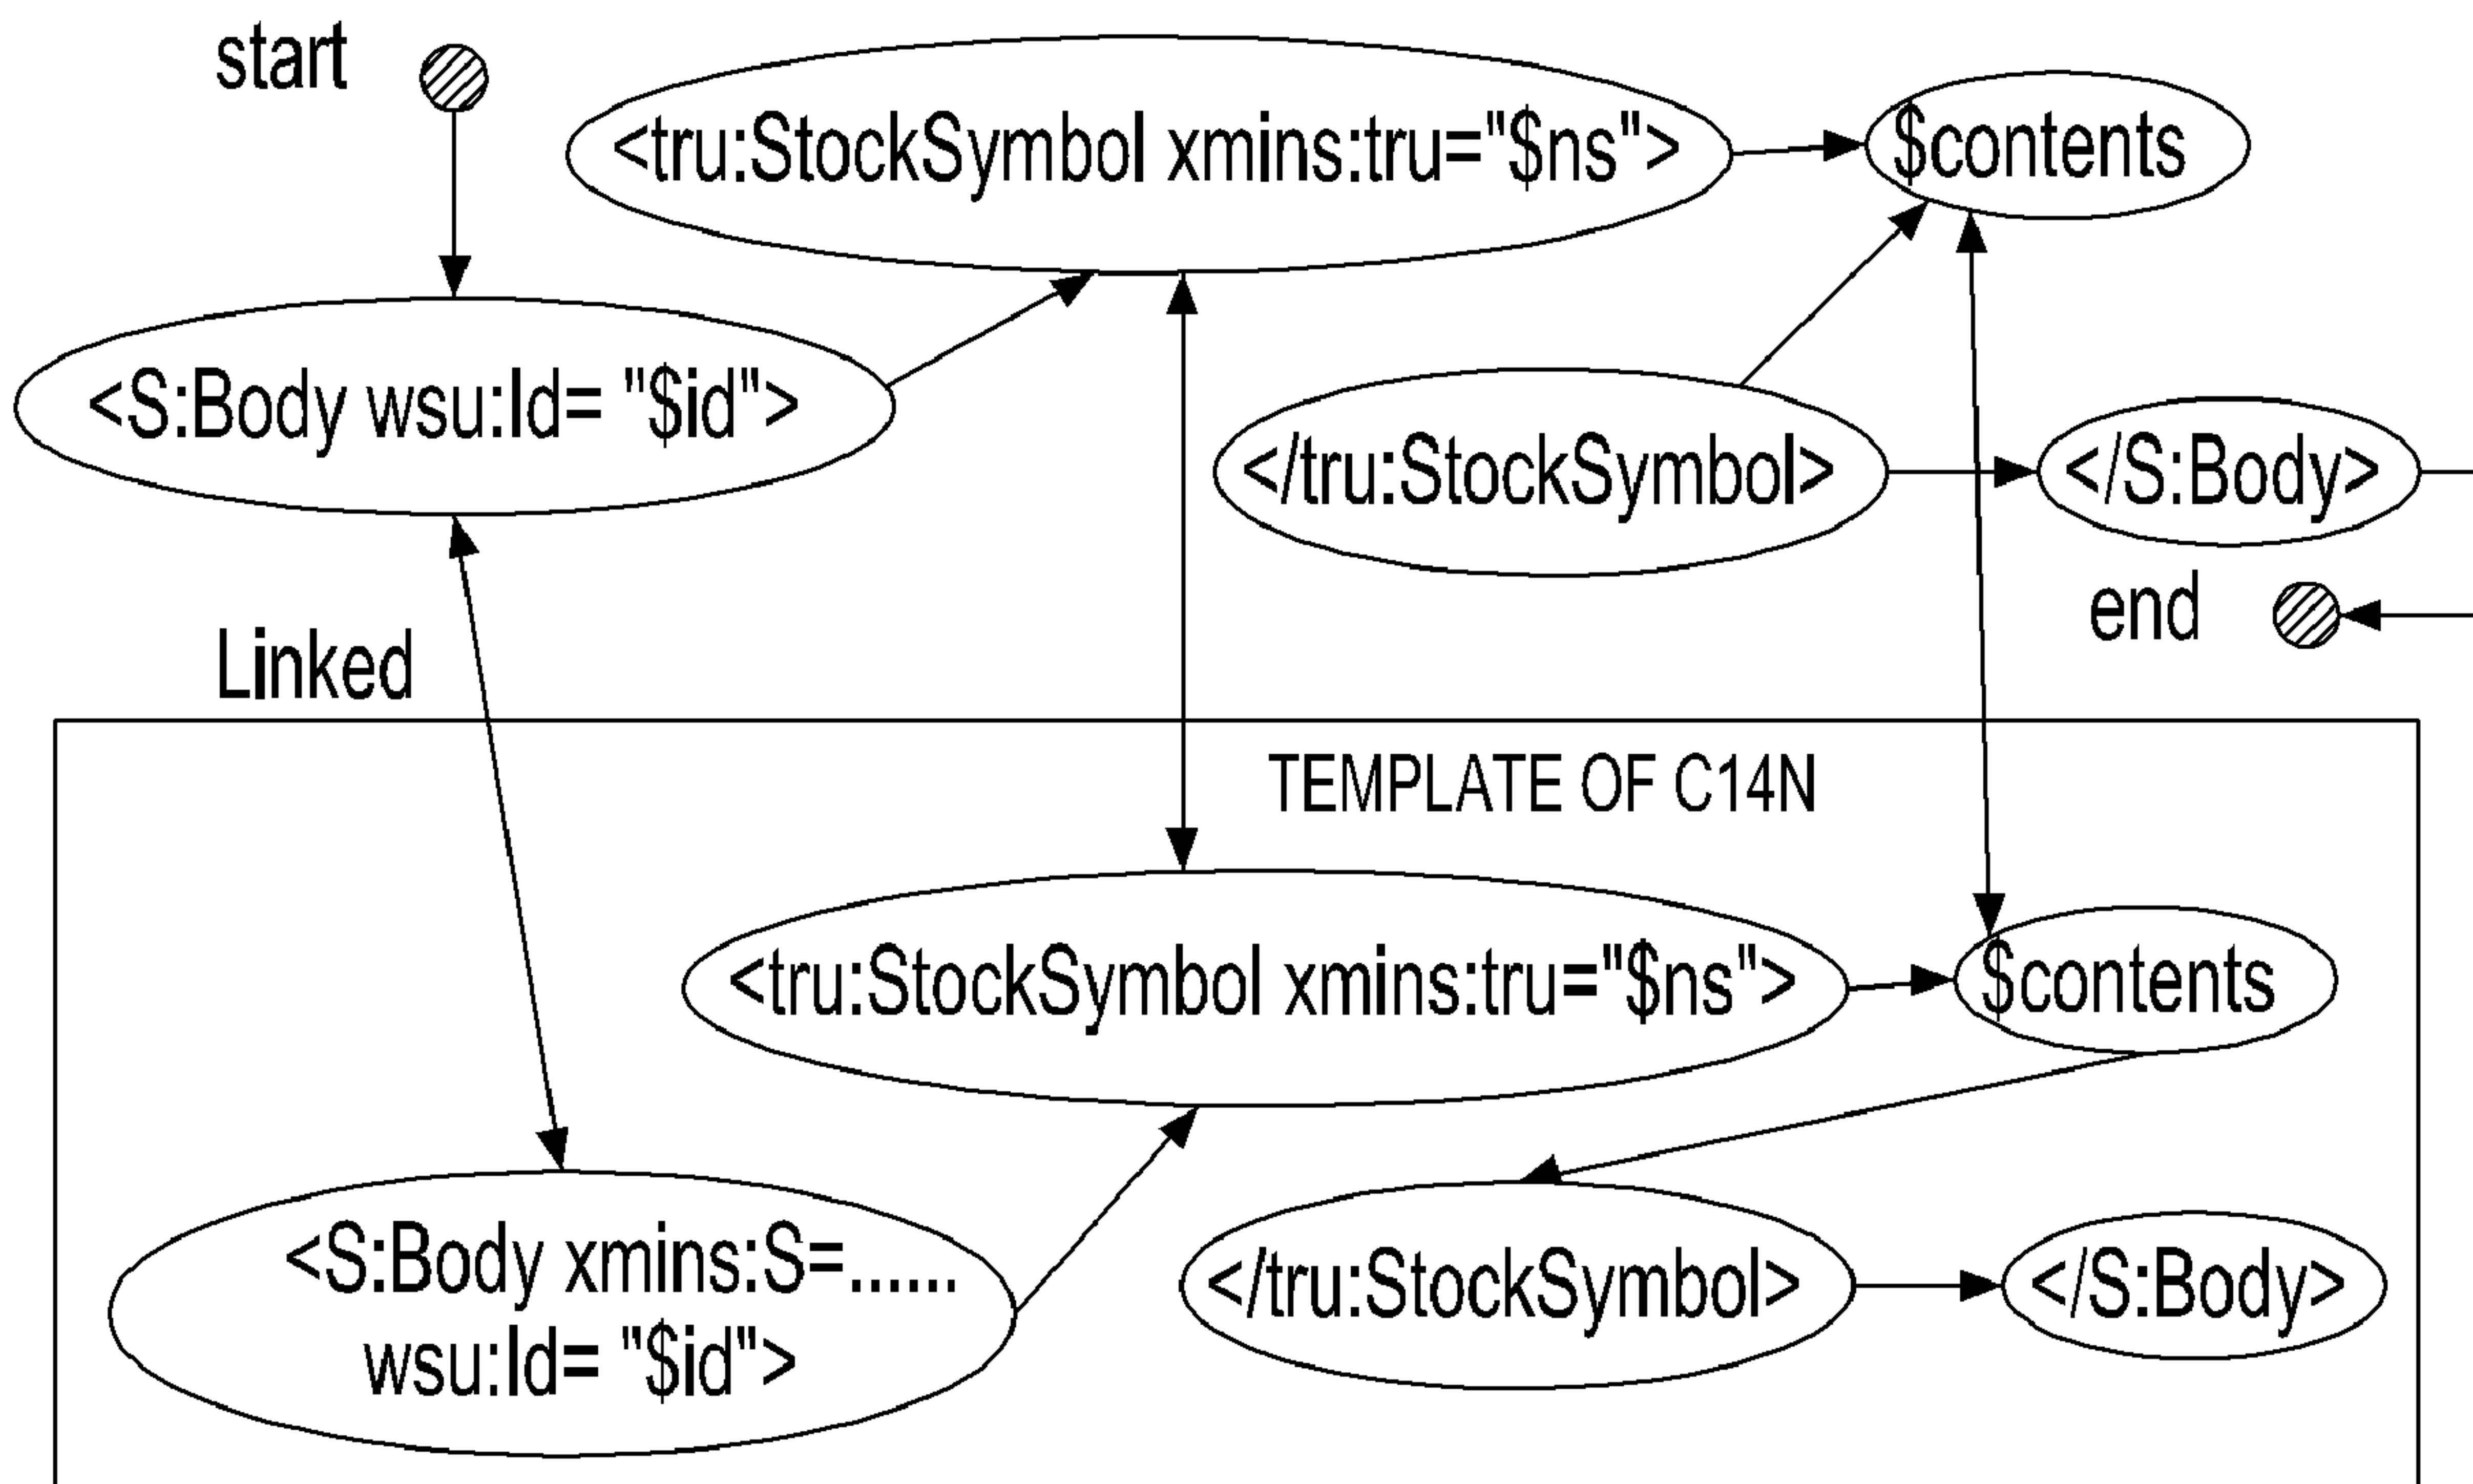 start
<tru:StockSymbol xmins:tru="$ns">
$contents
<S:Body wsu:Id= "$id">
</tru:StockSymbol>
</S:Body>
end
Linked
TEMPLATE OF C14N
<tru:StockSymbol xmins:tru="$ns">
$contents
<S:Body xmins:S=......
wsu:Id= "$id">
</tru:StockSymbol>
</S:Body>